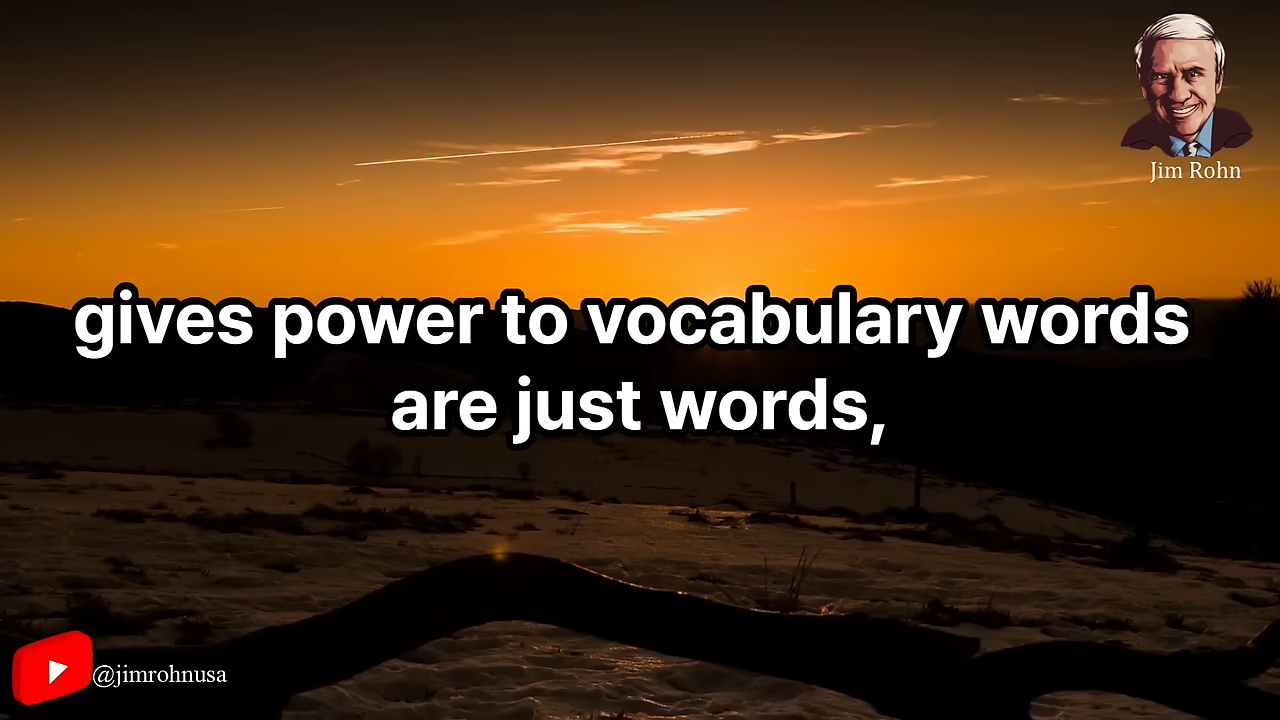 Jim Rohn
gives power to vocabulary words
are just words,
@jimrohnusa